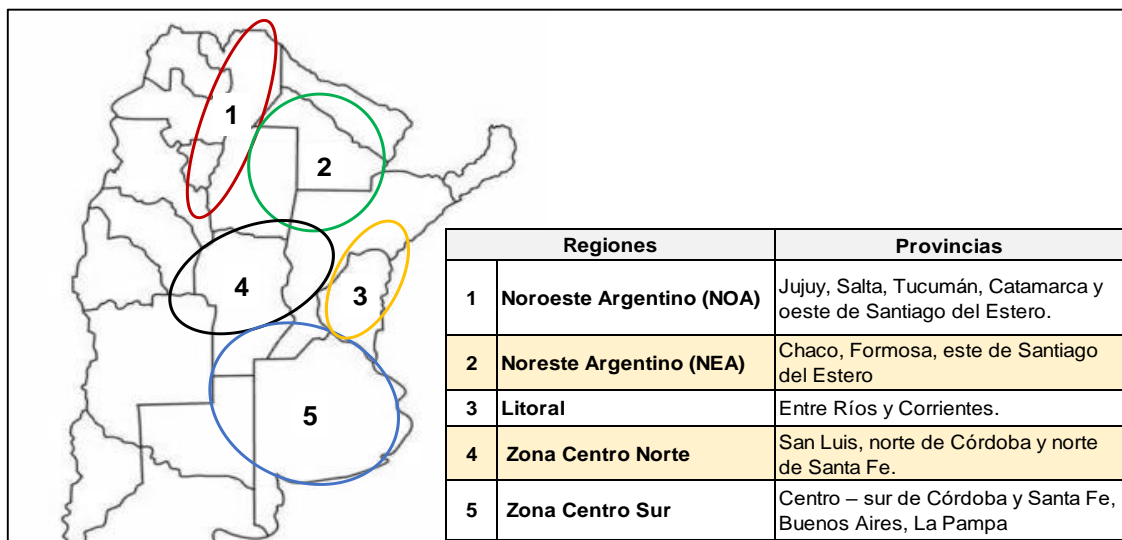 1
2
3
4
5
Regiones Provincias
1 Noroeste Argentino (NOA) Jujuy, Salta, Tucumán, Catamarca y
oeste de Santiago del Estero.
2 Noreste Argentino (NEA) Chaco, Formosa, este de Santiago
del Estero
3 Litoral Entre Ríos y Corrientes.
4 Zona Centro Norte San Luis, norte de Córdoba y norte
de Santa Fe.
5 Zona Centro Sur Centro – sur de Córdoba y Santa Fe,
Buenos Aires, La Pampa